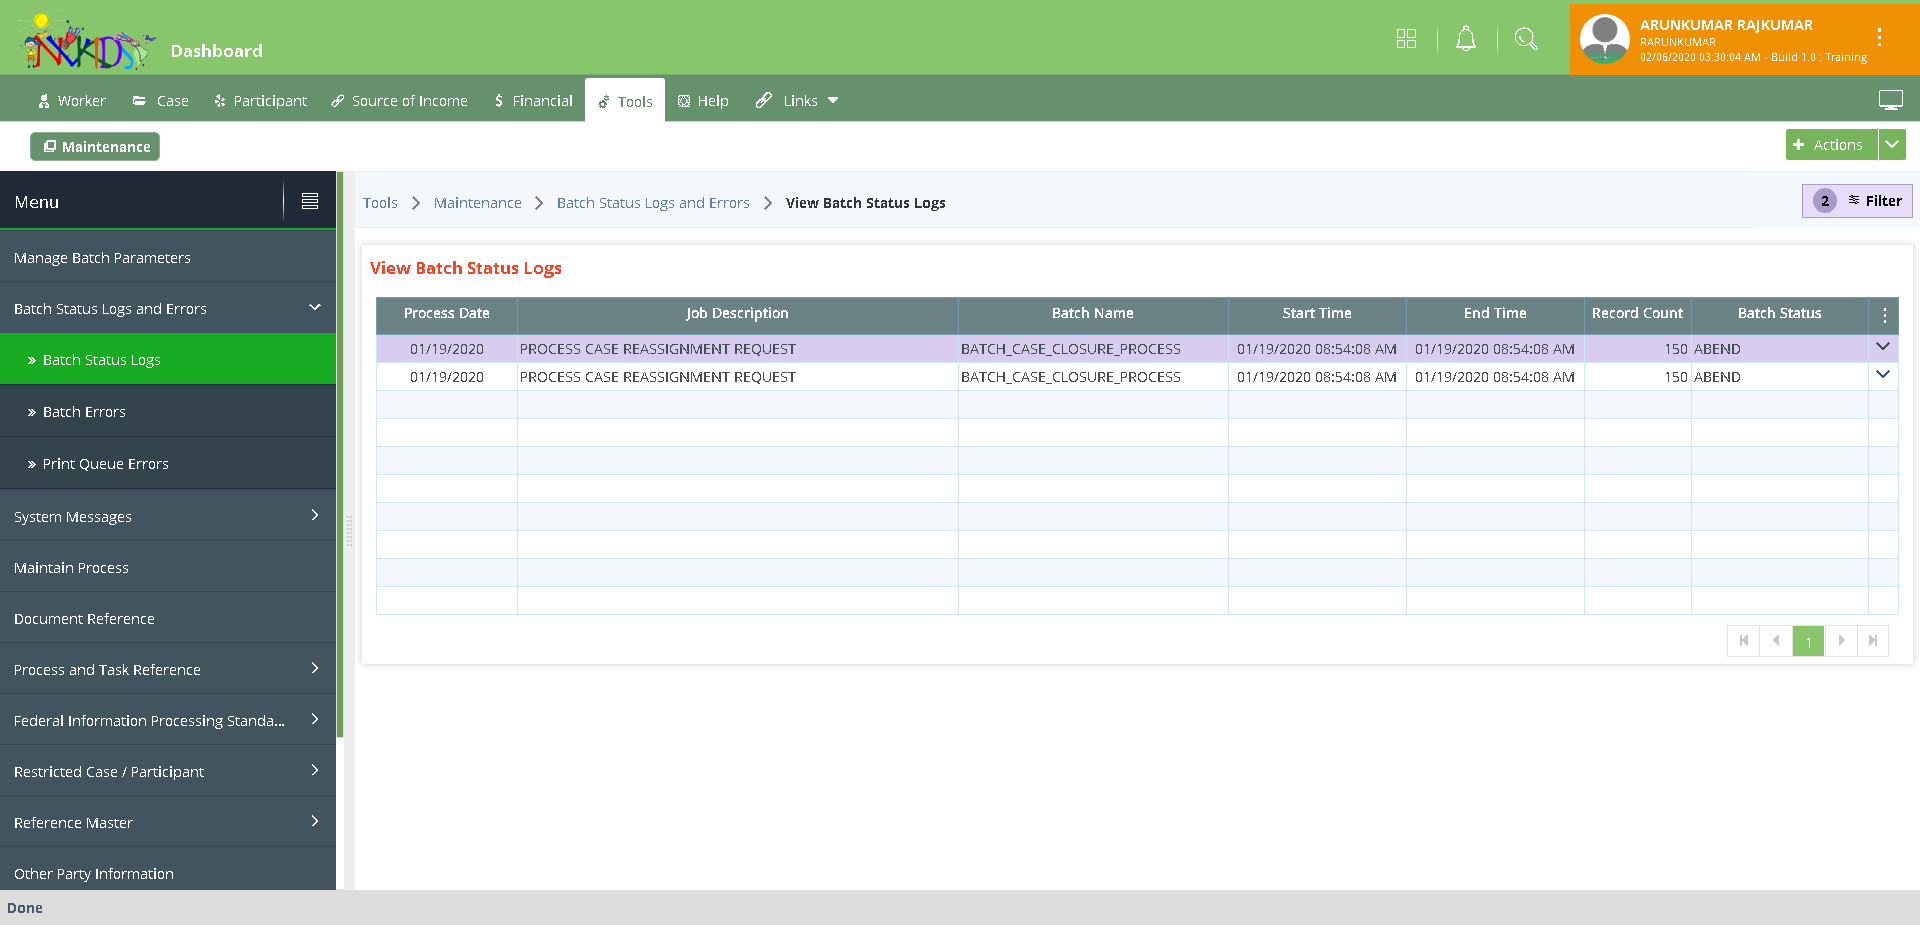 NVKIDS
Dashboard
ARUNKUMAR RAJKUMAR
RARUNKUMAR
02/06/2020 03:30:04 AM - Build 1.0 : Training
Worker Case Participant Source of Income $ Financial Tools Help Links
Maintenance
+ Actions
Menu
Tools > Maintenance > Batch Status Logs and Errors > View Batch Status Logs
2 Filter
Manage Batch Parameters
Batch Status Logs and Errors
» Batch Status Logs
» Batch Errors
» Print Queue Errors
System Messages
Maintain Process
Document Reference
Process and Task Reference
Federal Information Processing Standa...
Restricted Case / Participant
Reference Master
Other Party Information
View Batch Status Logs
Process Date Job Description Batch Name Start Time End Time Record Count Batch Status
01/19/2020 PROCESS CASE REASSIGNMENT REQUEST BATCH_CASE_CLOSURE_PROCESS 01/19/2020 08:54:08 AM 01/19/2020 08:54:08 AM 150 ABEND
01/19/2020 PROCESS CASE REASSIGNMENT REQUEST BATCH_CASE_CLOSURE_PROCESS 01/19/2020 08:54:08 AM 01/19/2020 08:54:08 AM 150 ABEND
1
Done